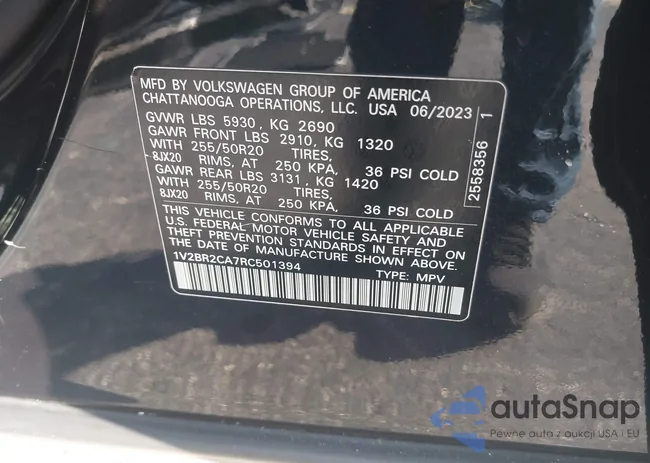 MFD BY VOLKSWAGEN GROUP OF AMERICA
CHATTANOOGA OPERATIONS, LLC. USA 06/2023
GVWR LBS 5930, KG 2690
GAWR FRONT LBS 2910, KG 1320
WITH 255/50R20 TIRES,
8JX20 RIMS, AT 250 KPA, 36 PSI COLD
GAWR REAR LBS 3131, KG 1420
WITH 255/50R20 TIRES,
8JX20 RIMS, AT 250 KPA, 36 PSI COLD
THIS VEHICLE CONFORMS TO ALL APPLICABLE
U.S. FEDERAL MOTOR VEHICLE SAFETY AND
THEFT PREVENTION STANDARDS IN EFFECT ON
THE DATE OF MANUFACTURE SHOWN ABOVE.
1V2BR2CA7RC501394 TYPE: MPV
2558356 1
autoSnap
Pewne auta z aukcji USA i EU